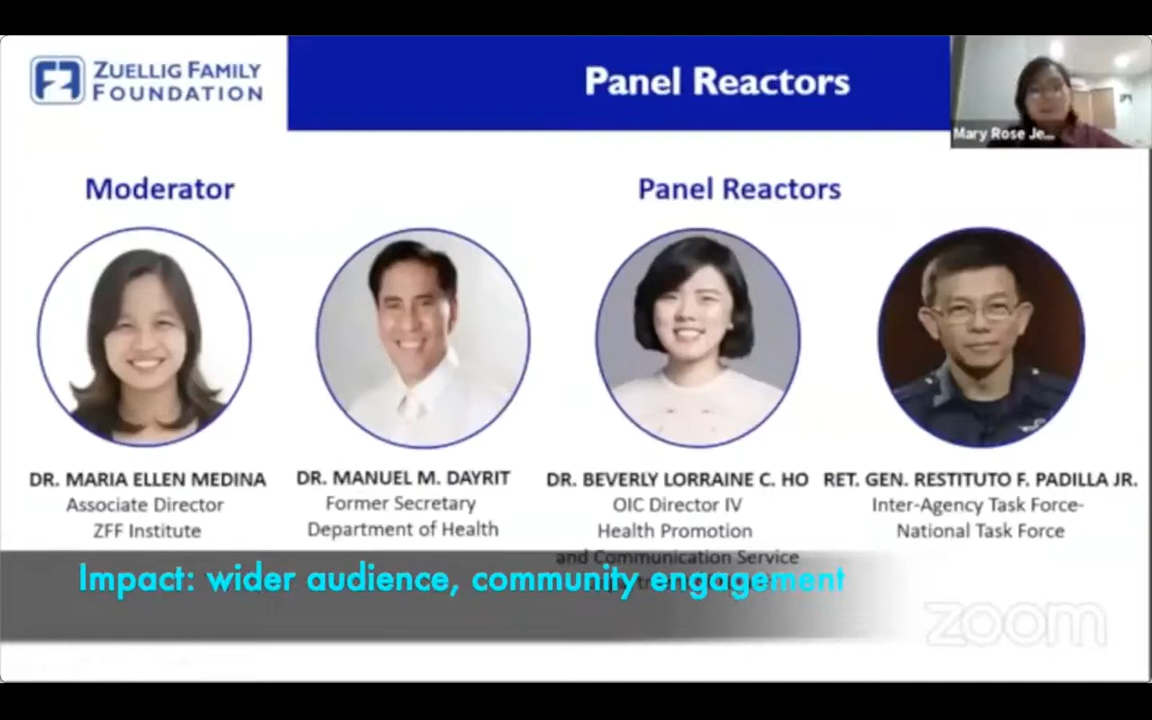 ZUELLIG FAMILY
FOUNDATION
Panel Reactors
Mary Rose Je...
Moderator
Panel Reactors
DR. MARIA ELLEN MEDINA
Associate Director
ZFF Institute
DR. MANUEL M. DAYRIT
Former Secretary
Department of Health
DR. BEVERLY LORRAINE C. HO
OIC Director IV
Health Promotion
and Communication Service
RET. GEN. RESTITUTO F. PADILLA JR.
Inter-Agency Task Force-
National Task Force
Impact: wider audience, community engagement
zoom